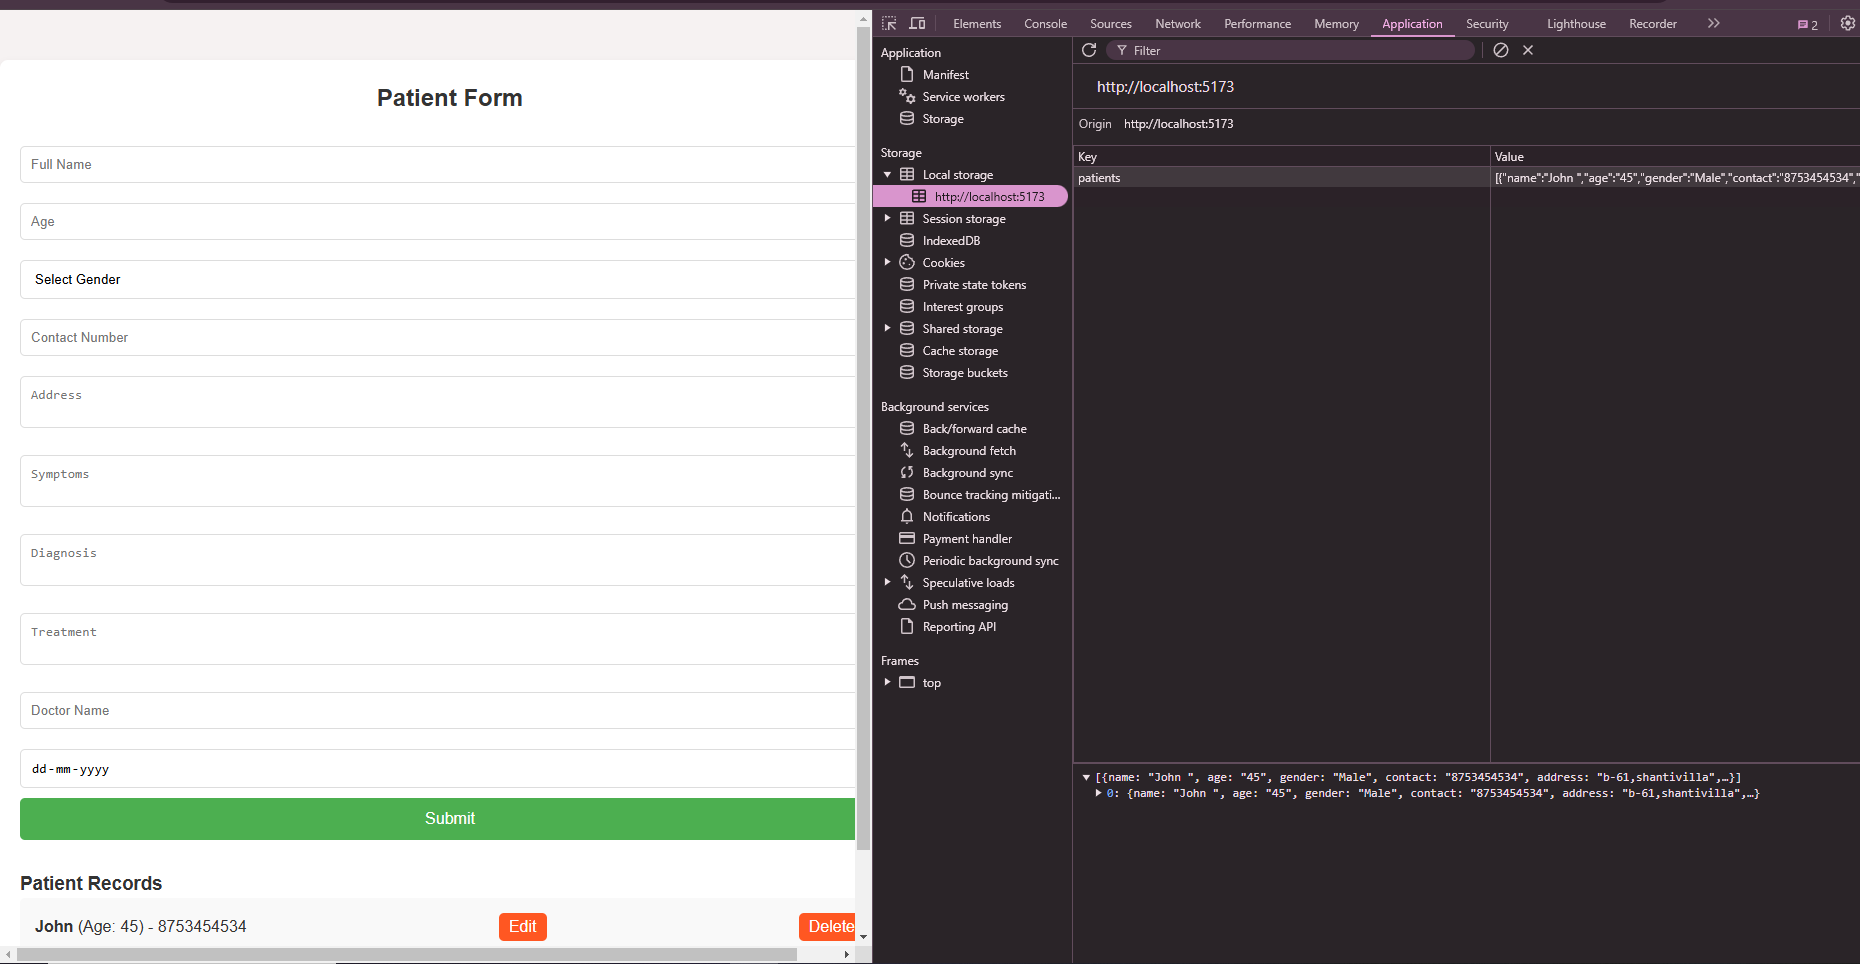 Patient Form
Full Name
Age
Select Gender
Contact Number
Address
Symptoms
Diagnosis
Treatment
Doctor Name
dd-mm-yyyy
Submit
Patient Records
John (Age: 45) - 8753454534
Edit
Delete
Elements Console Sources Network Performance Memory Application Security Lighthouse Recorder 2
Application
Manifest
Service workers
Storage
Storage
Local storage
http://localhost:5173
Session storage
IndexedDB
Cookies
Private state tokens
Interest groups
Shared storage
Cache storage
Storage buckets
Background services
Back/forward cache
Background fetch
Background sync
Bounce tracking mitigati...
Notifications
Payment handler
Periodic background sync
Speculative loads
Push messaging
Reporting API
Frames
top
Filter
http://localhost:5173
Origin http://localhost:5173
Key Value
patients [{"name":"John ","age":"45","gender":"Male","contact":"8753454534","
[{name: "John ", age: "45", gender: "Male", contact: "8753454534", address: "b-61,shantivilla",…}]
0: {name: "John ", age: "45", gender: "Male", contact: "8753454534", address: "b-61,shantivilla",…}